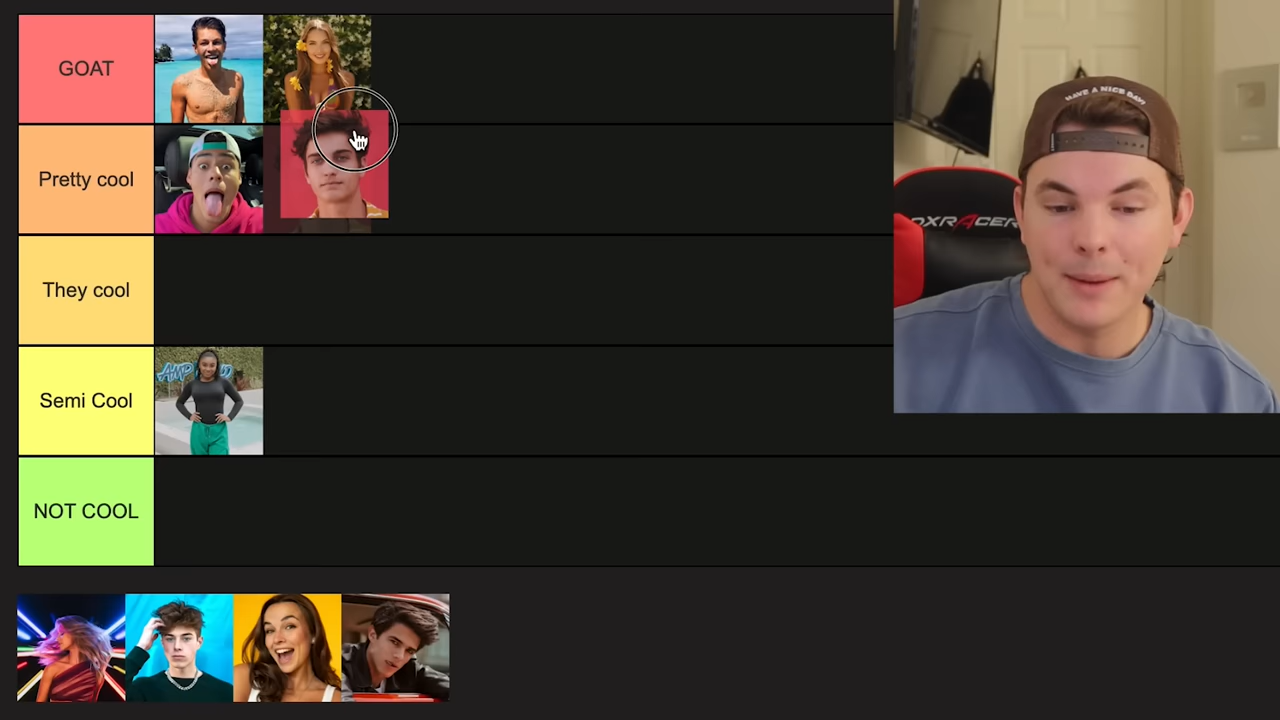 GOAT
Pretty cool
They cool
Semi Cool
NOT COOL
HAVE A NICE DAY!
DXRACER